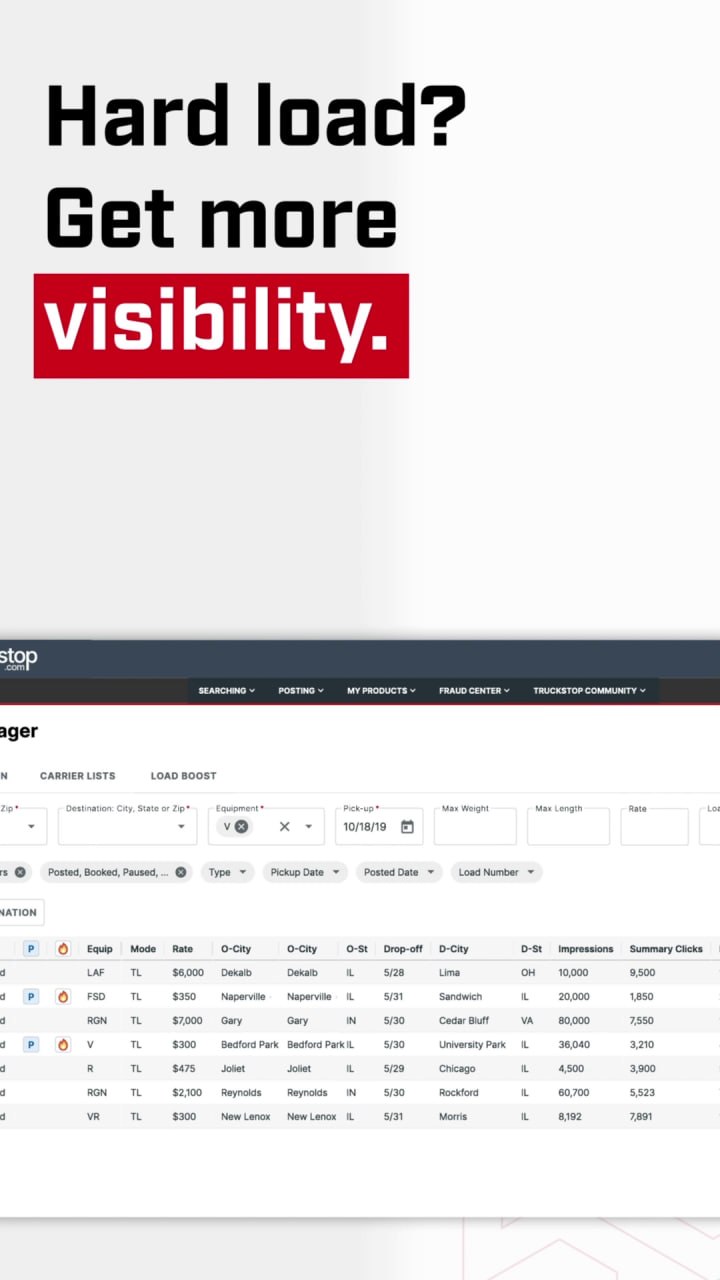 Hard load?
Get more
visibility.
stop
.com
SEARCHING POSTING MY PRODUCTS FRAUD CENTER TRUCKSTOP COMMUNITY
ager
N CARRIER LISTS LOAD BOOST
Zip * Destination: City, State or Zip * Equipment * Pick-up * Max Weight Max Length Rate Loa
V 10/18/19
rs Posted, Booked, Paused, ... Type Pickup Date Posted Date Load Number
NATION
P Equip Mode Rate O-City O-City O-St Drop-off D-City D-St Impressions Summary Clicks
d LAF TL $6,000 Dekalb Dekalb IL 5/28 Lima OH 10,000 9,500
d P FSD TL $350 Naperville Naperville IL 5/31 Sandwich IL 20,000 1,850
d RGN TL $7,000 Gary Gary IN 5/30 Cedar Bluff VA 80,000 7,550
d P V TL $300 Bedford Park Bedford Park IL 5/30 University Park IL 36,040 3,210
d R TL $475 Joliet Joliet IL 5/29 Chicago IL 4,500 3,900
d RGN TL $2,100 Reynolds Reynolds IN 5/30 Rockford IL 60,700 5,523
d VR TL $300 New Lenox New Lenox IL 5/31 Morris IL 8,192 7,891